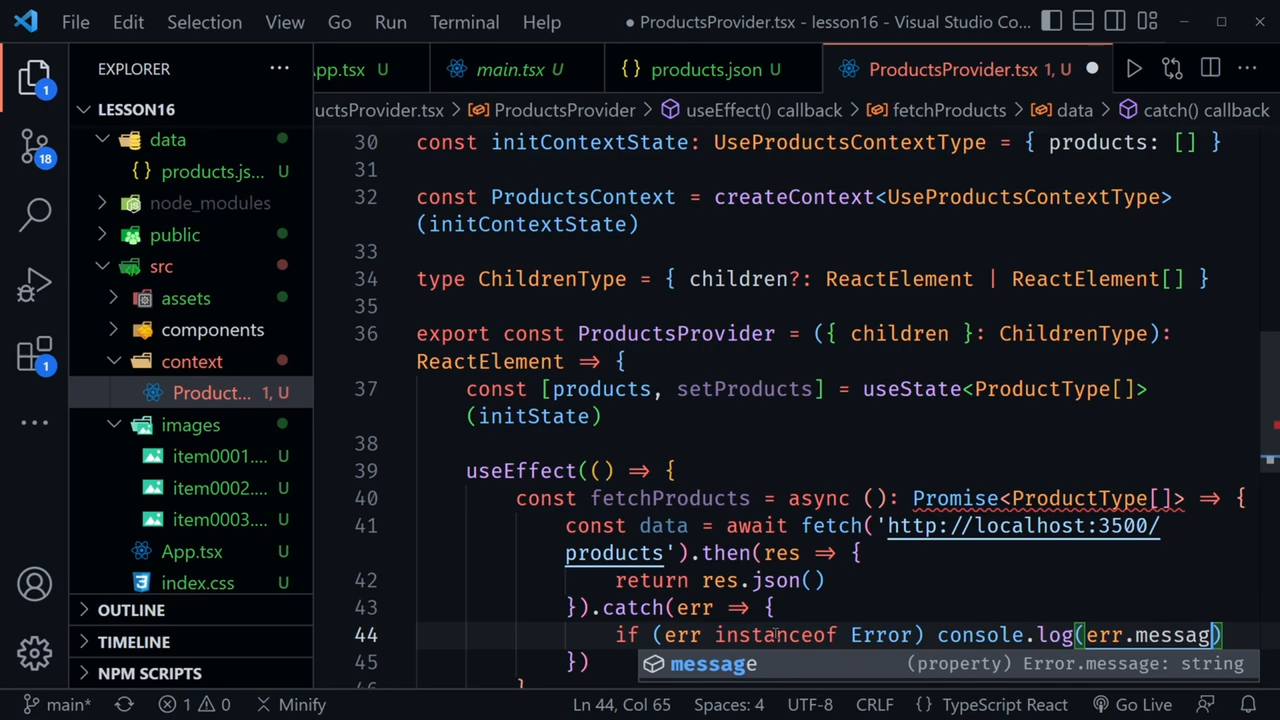 File Edit Selection View Go Run Terminal Help ● ProductsProvider.tsx - lesson16 - Visual Studio Co...
EXPLORER ...
pp.tsx U main.tsx U {} products.json U ProductsProvider.tsx 1, U
LESSON16
uctsProvider.tsx > ProductsProvider > useEffect() callback > fetchProducts > data > catch() callback
data
{} products.js... U
node_modules
public
src
assets
components
context
Product... 1, U
images
item0001.... U
item0002.... U
item0003.... U
App.tsx U
index.css U
OUTLINE
TIMELINE
NPM SCRIPTS
1
18
1
30 const initContextState: UseProductsContextType = { products: [] }
31
32 const ProductsContext = createContext<UseProductsContextType>
(initContextState)
33
34 type ChildrenType = { children?: ReactElement | ReactElement[] }
35
36 export const ProductsProvider = ({ children }: ChildrenType):
ReactElement => {
37 const [products, setProducts] = useState<ProductType[]>
(initState)
38
39 useEffect(() => {
40 const fetchProducts = async (): Promise<ProductType[]> => {
41 const data = await fetch('http://localhost:3500/
products').then(res => {
42 return res.json()
43 }).catch(err => {
44 if (err instanceof Error) console.log(err.messag)
45 })
message (property) Error.message: string
main* 1 0 Minify Ln 44, Col 65 Spaces: 4 UTF-8 CRLF {} TypeScript React Go Live